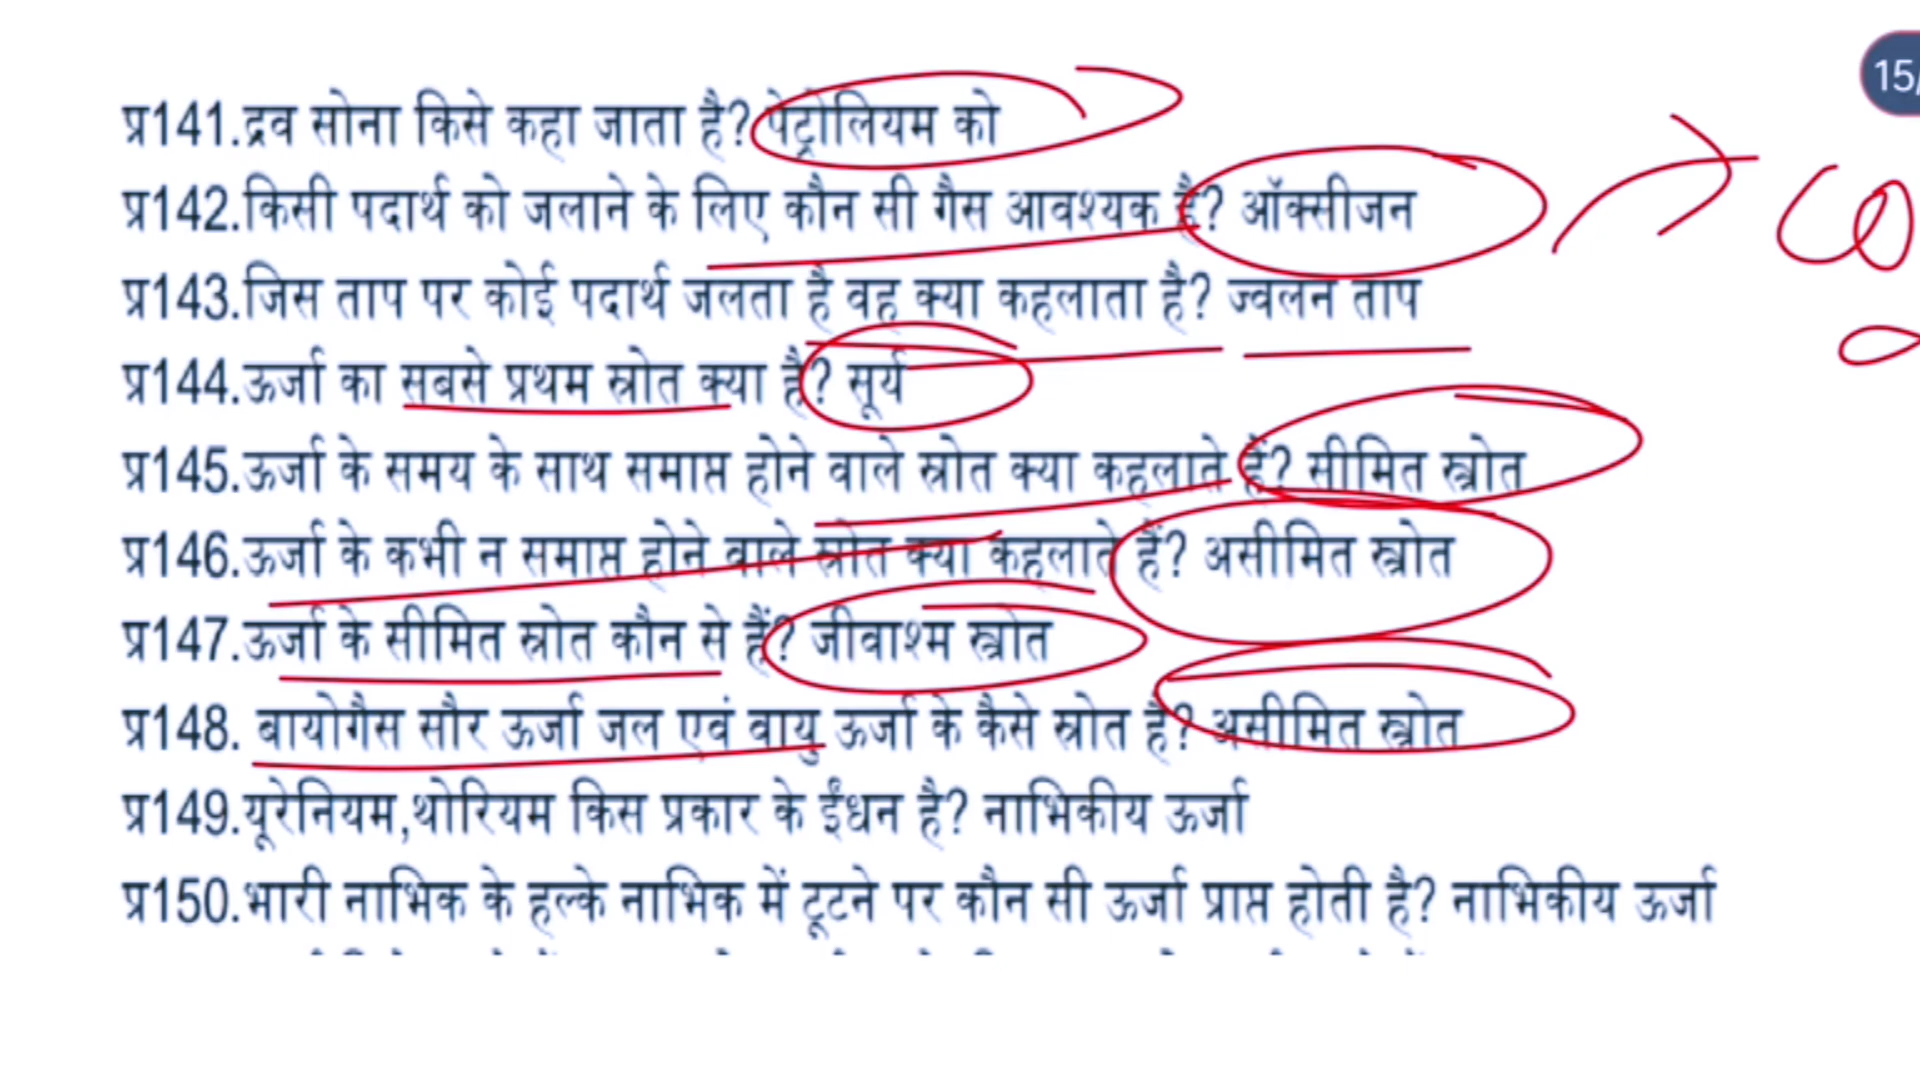 15/
प्र141.द्रव सोना किसे कहा जाता है? पेट्रोलियम को
प्र142.किसी पदार्थ को जलाने के लिए कौन सी गैस आवश्यक है? ऑक्सीजन
प्र143.जिस ताप पर कोई पदार्थ जलता है वह क्या कहलाता है? ज्वलन ताप
प्र144.ऊर्जा का सबसे प्रथम स्रोत क्या है? सूर्य
प्र145.ऊर्जा के समय के साथ समाप्त होने वाले स्रोत क्या कहलाते हैं? सीमित स्त्रोत
प्र146.ऊर्जा के कभी न समाप्त होने वाले स्रोत क्या कहलाते हैं? असीमित स्त्रोत
प्र147.ऊर्जा के सीमित स्रोत कौन से हैं? जीवाश्म स्त्रोत
प्र148. बायोगैस सौर ऊर्जा जल एवं वायु ऊर्जा के कैसे स्रोत है? असीमित स्त्रोत
प्र149.यूरेनियम,थोरियम किस प्रकार के ईंधन है? नाभिकीय ऊर्जा
प्र150.भारी नाभिक के हल्के नाभिक में टूटने पर कौन सी ऊर्जा प्राप्त होती है? नाभिकीय ऊर्जा